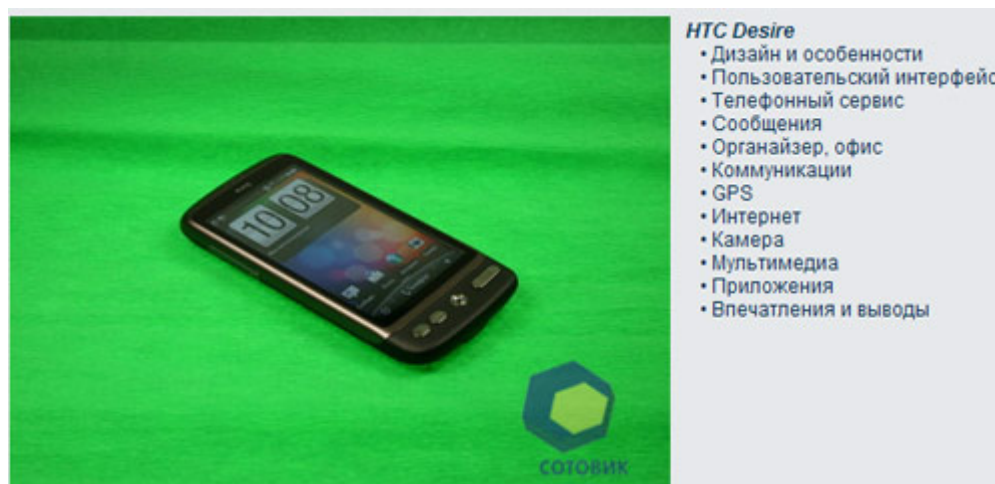 HTC Desire
• Дизайн и особенности
• Пользовательский интерфейс
• Телефонный сервис
• Сообщения
• Органайзер, офис
• Коммуникации
• GPS
• Интернет
• Камера
• Мультимедиа
• Приложения
• Впечатления и выводы
10 08
СОТОВИК